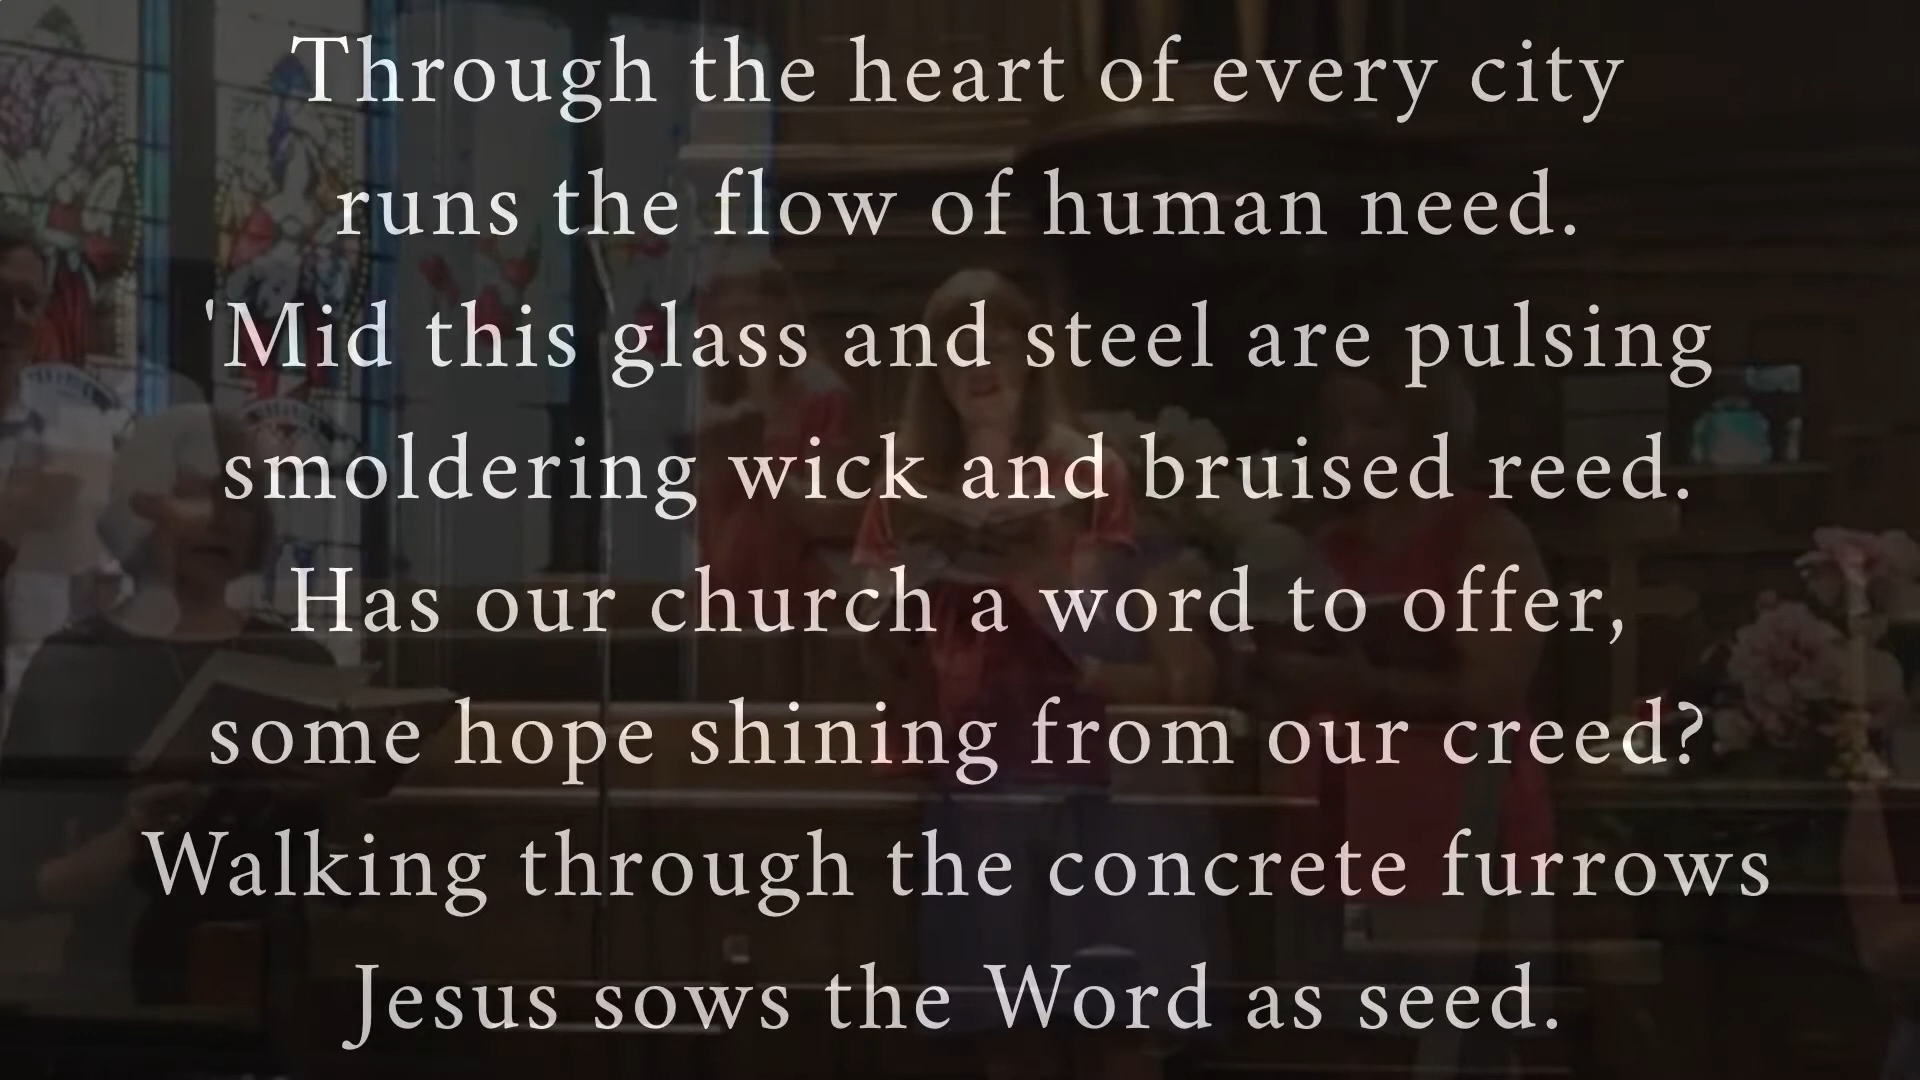 Through the heart of every city
runs the flow of human need.
'Mid this glass and steel are pulsing
smoldering wick and bruised reed.
Has our church a word to offer,
some hope shining from our creed?
Walking through the concrete furrows
Jesus sows the Word as seed.